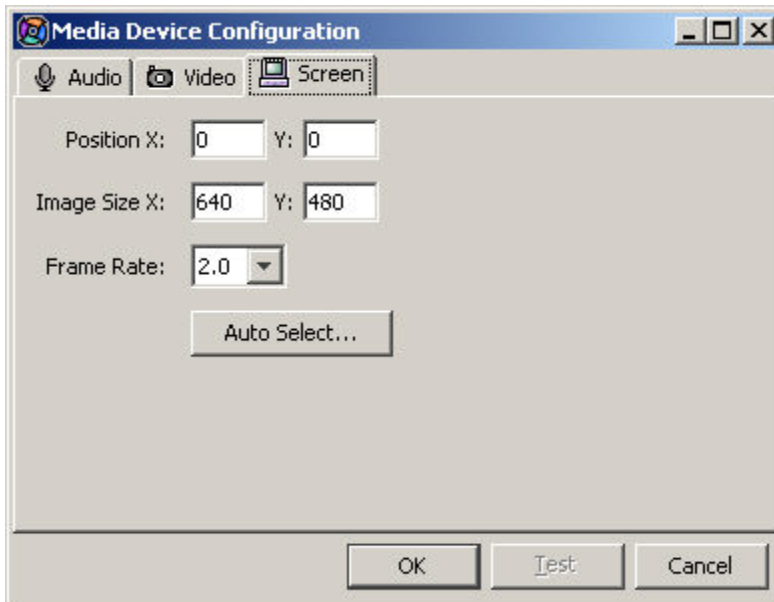 Media Device Configuration
Audio Video Screen
Position X: 0 Y: 0
Image Size X: 640 Y: 480
Frame Rate: 2.0
Auto Select...
OK Test Cancel